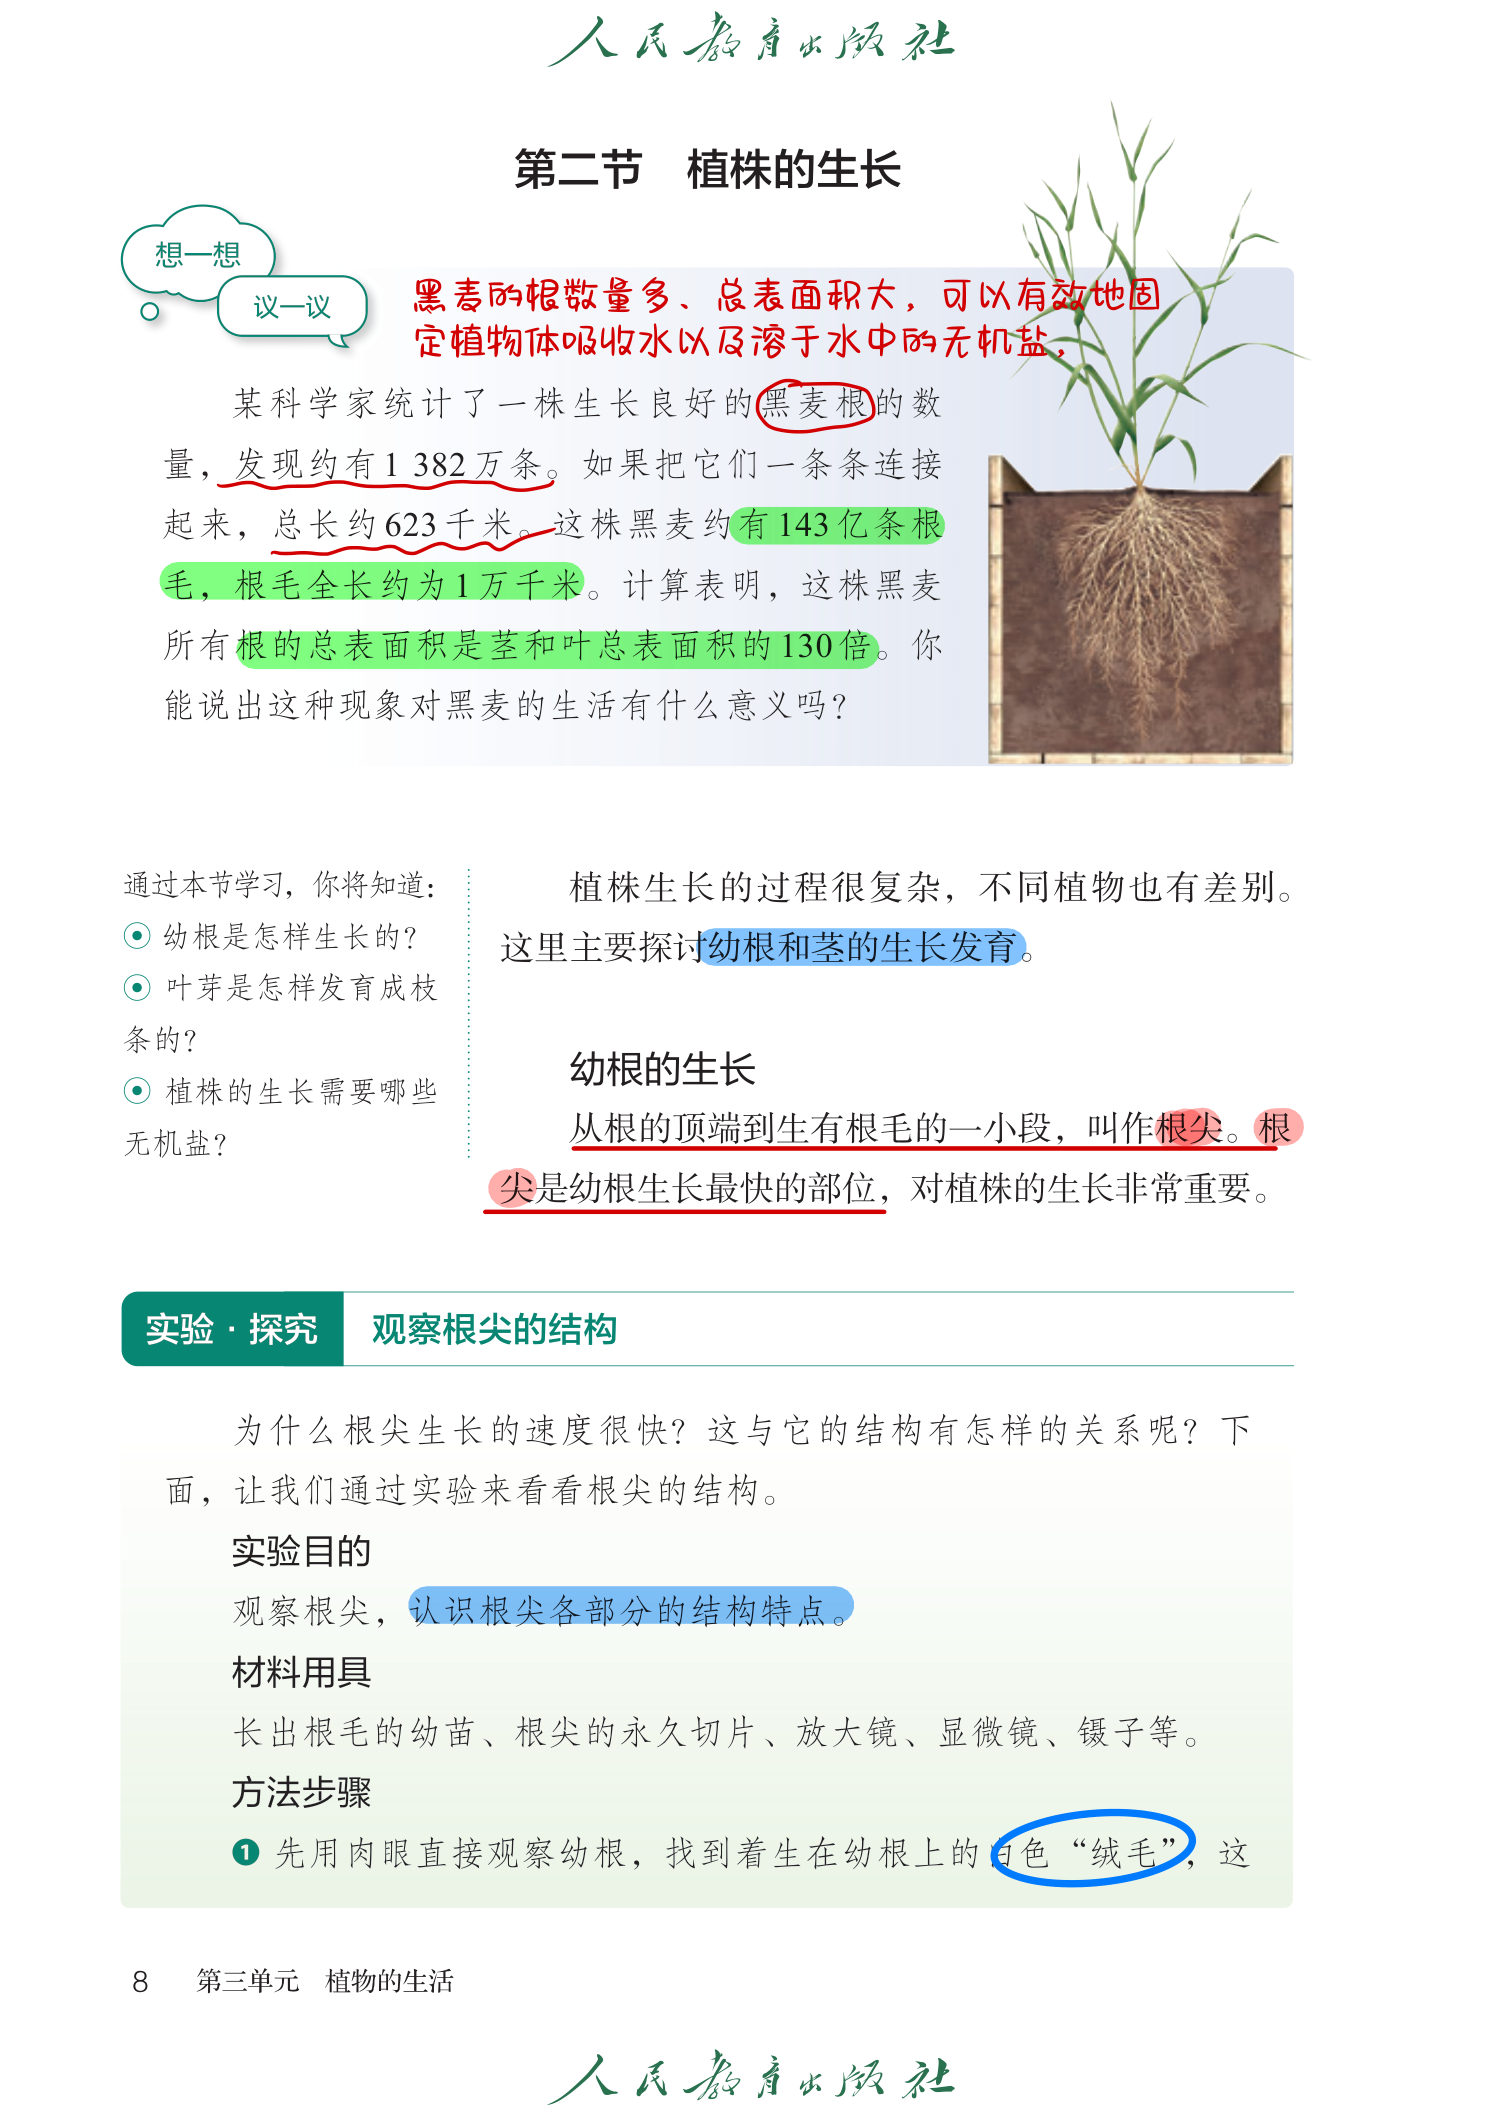 人民教育出版社
第二节　植株的生长
想一想
议一议
黑麦的根数量多、总表面积大，可以有效地固
定植物体吸收水以及溶于水中的无机盐，
某科学家统计了一株生长良好的黑麦根的数
量，发现约有1 382万条。如果把它们一条条连接
起来，总长约623千米。这株黑麦约有143亿条根
毛，根毛全长约为1万千米。计算表明，这株黑麦
所有根的总表面积是茎和叶总表面积的130倍。你
能说出这种现象对黑麦的生活有什么意义吗？
通过本节学习，你将知道：
幼根是怎样生长的？
叶芽是怎样发育成枝
条的？
植株的生长需要哪些
无机盐？
植株生长的过程很复杂，不同植物也有差别。
这里主要探讨幼根和茎的生长发育。
幼根的生长
从根的顶端到生有根毛的一小段，叫作根尖。根
尖是幼根生长最快的部位，对植株的生长非常重要。
实验·探究　观察根尖的结构
为什么根尖生长的速度很快？这与它的结构有怎样的关系呢？下
面，让我们通过实验来看看根尖的结构。
实验目的
观察根尖，认识根尖各部分的结构特点。
材料用具
长出根毛的幼苗、根尖的永久切片、放大镜、显微镜、镊子等。
方法步骤
❶ 先用肉眼直接观察幼根，找到着生在幼根上的白色“绒毛”，这
8　第三单元　植物的生活
人民教育出版社